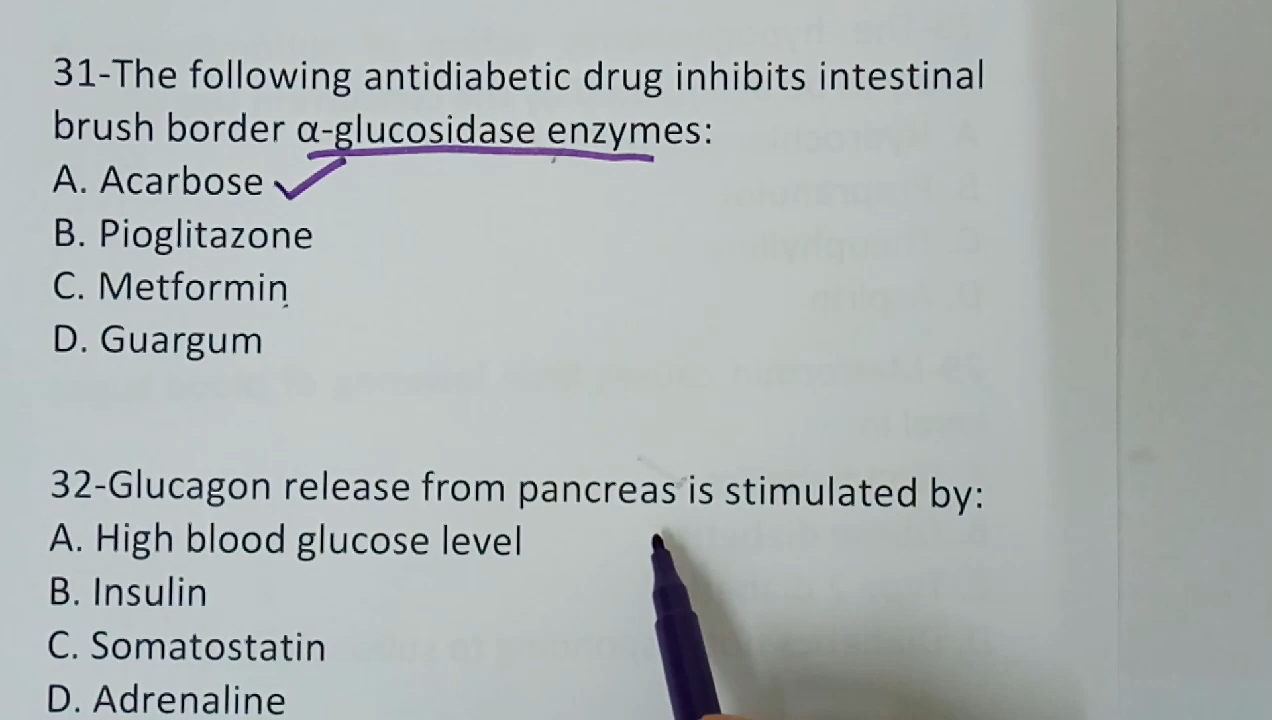 31-The following antidiabetic drug inhibits intestinal
brush border α-glucosidase enzymes:
A. Acarbose
B. Pioglitazone
C. Metformin
D. Guargum
32-Glucagon release from pancreas is stimulated by:
A. High blood glucose level
B. Insulin
C. Somatostatin
D. Adrenaline